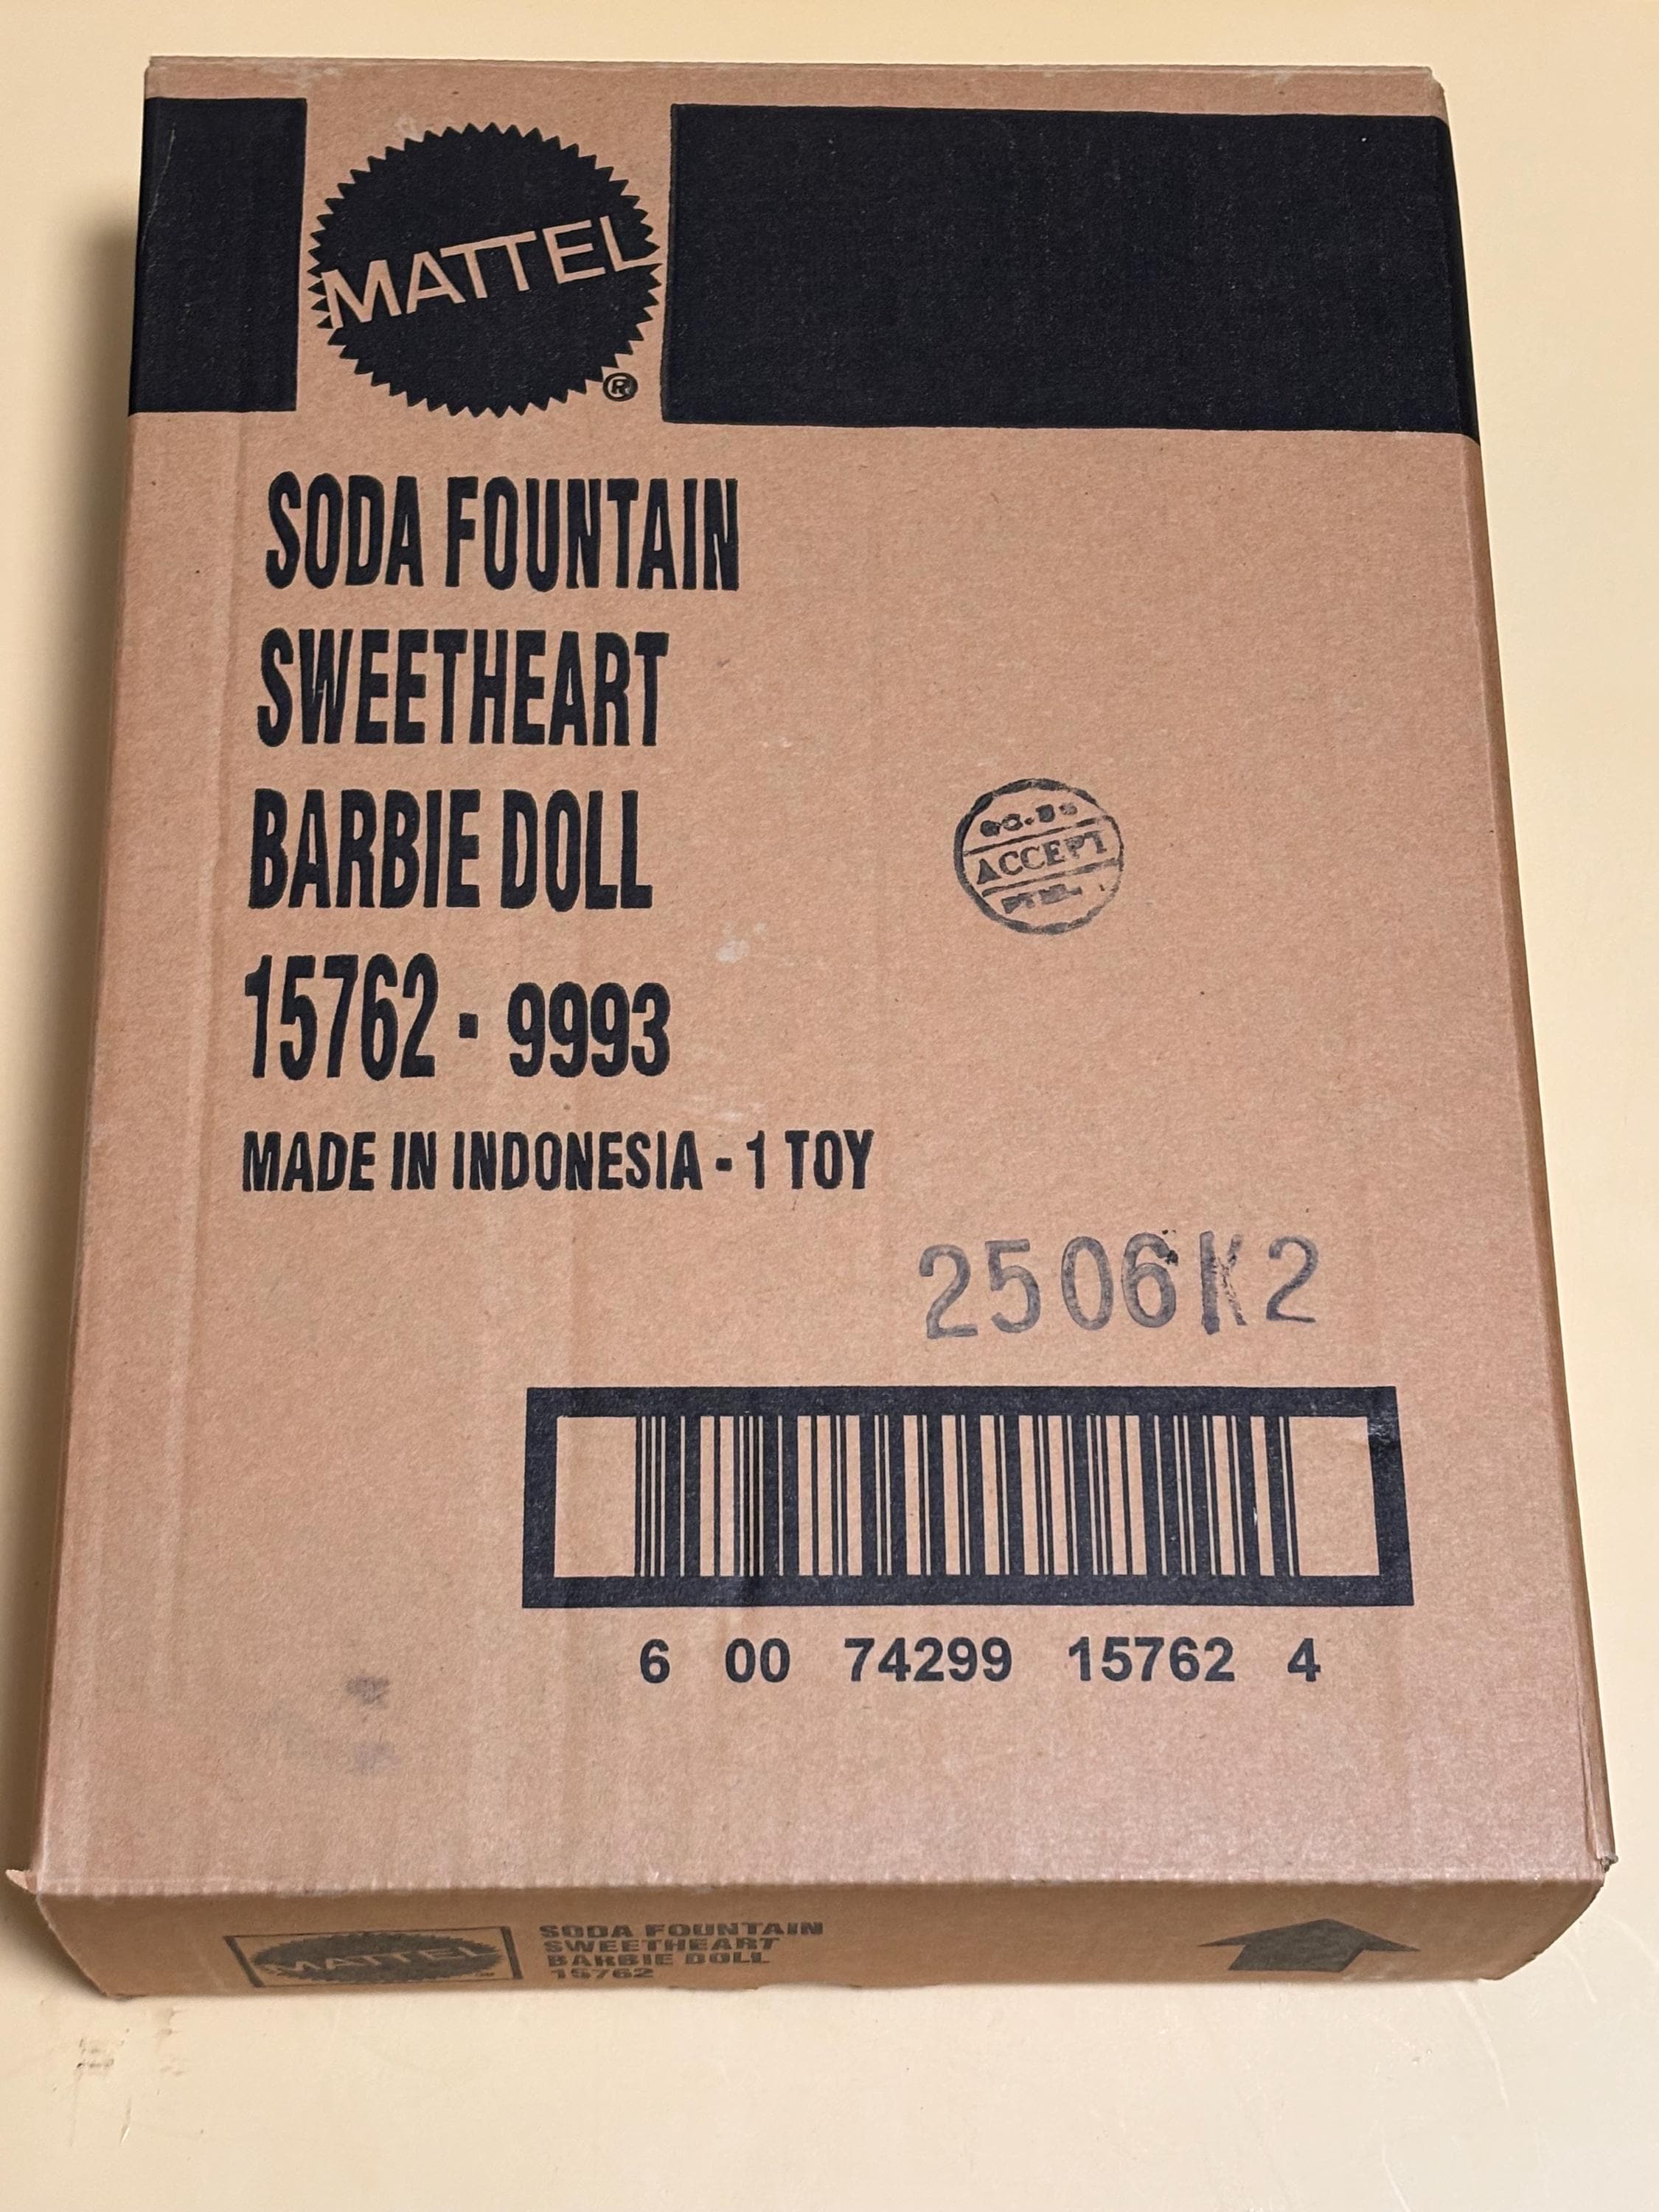 MATTEL
®
SODA FOUNTAIN
SWEETHEART
BARBIE DOLL
15762 - 9993
ACCEPT
MADE IN INDONESIA - 1 TOY
2506K2
6 00 74299 15762 4
MATTEL
SODA FOUNTAIN
SWEETHEART
BARBIE DOLL
15762